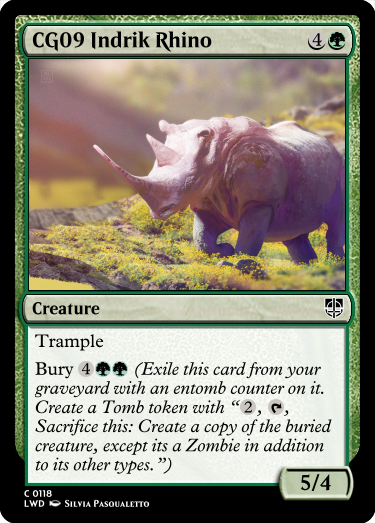 CG09 Indrik Rhino 4
Creature
Trample
Bury 4 (Exile this card from your
graveyard with an entomb counter on it.
Create a Tomb token with “2, ,
Sacrifice this: Create a copy of the buried
creature, except its a Zombie in addition
to its other types.”)
5/4
C 0118
LWD Silvia Pasqualetto